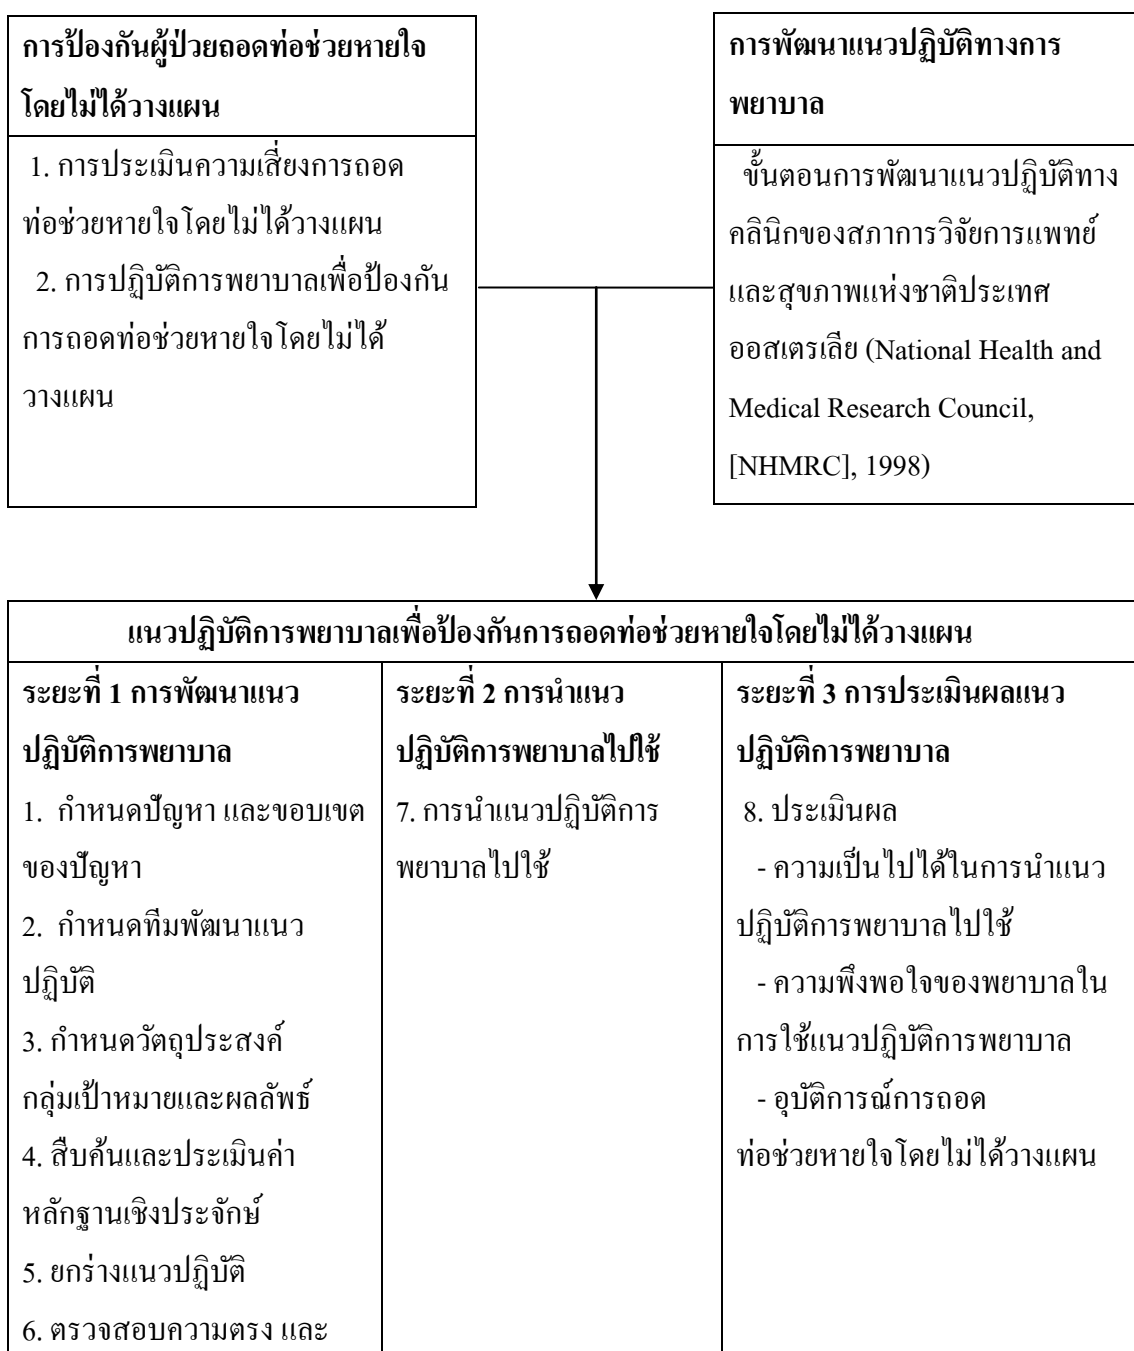 การป้องกันผู้ป่วยถอดท่อช่วยหายใจ
โดยไม่ได้วางแผน
1. การประเมินความเสี่ยงการถอด
ท่อช่วยหายใจโดยไม่ได้วางแผน
2. การปฏิบัติการพยาบาลเพื่อป้องกัน
การถอดท่อช่วยหายใจโดยไม่ได้
วางแผน
การพัฒนาแนวปฏิบัติทางการ
พยาบาล
ขั้นตอนการพัฒนาแนวปฏิบัติทาง
คลินิกของสภาการวิจัยการแพทย์
และสุขภาพแห่งชาติประเทศ
ออสเตรเลีย (National Health and
Medical Research Council,
[NHMRC], 1998)
แนวปฏิบัติการพยาบาลเพื่อป้องกันการถอดท่อช่วยหายใจโดยไม่ได้วางแผน
ระยะที่ 1 การพัฒนาแนว
ปฏิบัติการพยาบาล
1. กำหนดปัญหา และขอบเขต
ของปัญหา
2. กำหนดทีมพัฒนาแนว
ปฏิบัติ
3. กำหนดวัตถุประสงค์
กลุ่มเป้าหมายและผลลัพธ์
4. สืบค้นและประเมินค่า
หลักฐานเชิงประจักษ์
5. ยกร่างแนวปฏิบัติ
6. ตรวจสอบความตรง และ
ระยะที่ 2 การนำแนว
ปฏิบัติการพยาบาลไปใช้
7. การนำแนวปฏิบัติการ
พยาบาลไปใช้
ระยะที่ 3 การประเมินผลแนว
ปฏิบัติการพยาบาล
8. ประเมินผล
- ความเป็นไปได้ในการนำแนว
ปฏิบัติการพยาบาลไปใช้
- ความพึงพอใจของพยาบาลใน
การใช้แนวปฏิบัติการพยาบาล
- อุบัติการณ์การถอด
ท่อช่วยหายใจโดยไม่ได้วางแผน